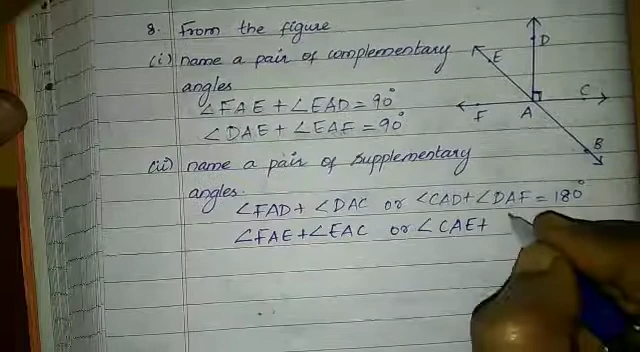 8. From the figure
(i) name a pair of complementary
angles
∠FAE + ∠EAD = 90°
∠DAE + ∠EAF = 90°
(ii) name a pair of supplementary
angles.
∠FAD + ∠DAC or ∠CAD + ∠DAF = 180°
∠FAE + ∠EAC or ∠CAE +
D
E
C
F
A
B